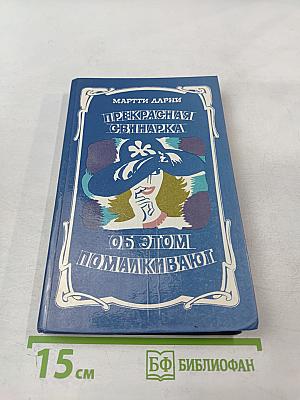 МАРТТИ ЛАРНИ
ПРЕКРАСНАЯ
СВИНАРКА
ОБ ЭТОМ
ПОМАЛКИВАЮТ
15 см
БФ БИБЛИОФАН